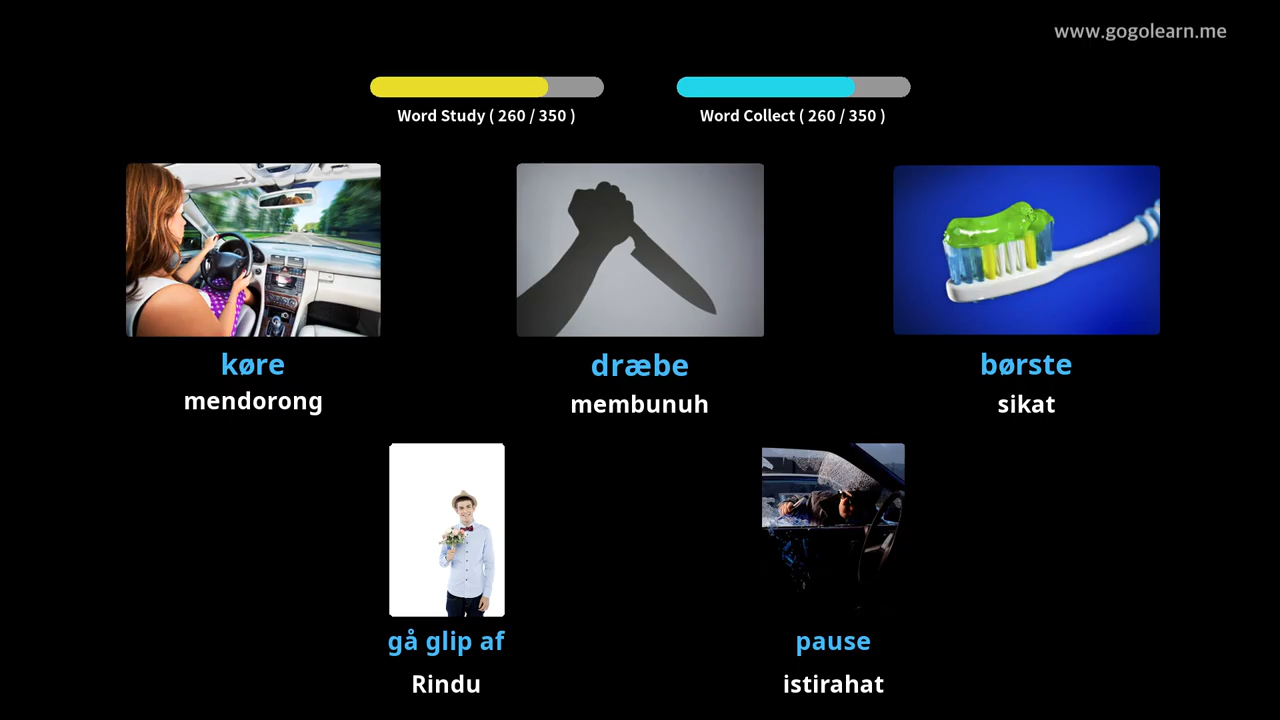 www.gogolearn.me
Word Study ( 260 / 350 )
Word Collect ( 260 / 350 )
køre
dræbe
børste
mendorong
membunuh
sikat
gå glip af
pause
Rindu
istirahat